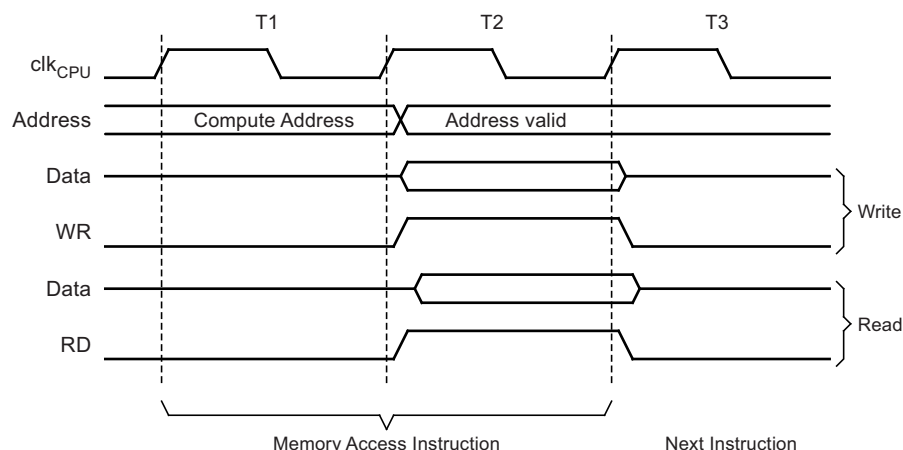 T1 T2 T3
clkCPU
Address Compute Address Address valid
Data
WR
Write
Data
RD
Read
Memory Access Instruction Next Instruction